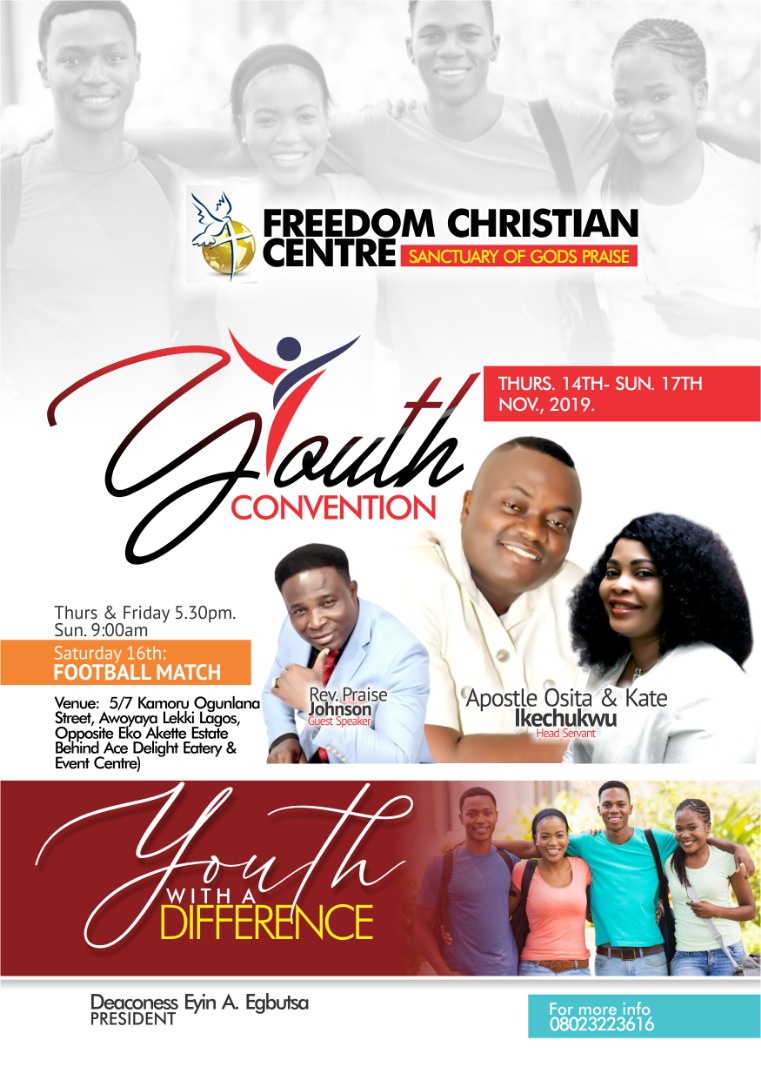 FREEDOM CHRISTIAN
CENTRE SANCTUARY OF GODS PRAISE
Youth
CONVENTION
THURS. 14TH- SUN. 17TH
NOV., 2019.
Thurs & Friday 5.30pm.
Sun. 9:00am
Saturday 16th:
FOOTBALL MATCH
Venue: 5/7 Kamoru Ogunlana
Street, Awoyaya Lekki Lagos,
Opposite Eko Akette Estate
Behind Ace Delight Eatery &
Event Centre)
Rev. Praise
Johnson
Guest Speaker
Apostle Osita & Kate
Ikechukwu
Head Servant
Youth
WITH A
DIFFERENCE
Deaconess Eyin A. Egbutsa
PRESIDENT
For more info
08023223616